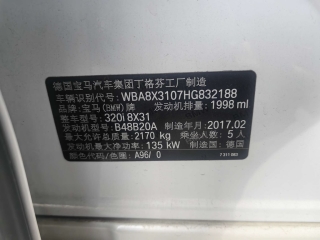 德国宝马汽车集团丁格芬工厂制造
车辆识别代号: WBA8X3107HG832188
品牌: 宝马(BMW)牌 发动机排量: 1998 ml
整车型号: 320i 8X31
发动机型号: B48B20A 制造年月: 2017.02
最大允许总质量: 2170 kg 乘坐人数: 5 人
发动机最大净功率: 135 kW 制造国: 德国
颜色代码/色表: A96/ 0